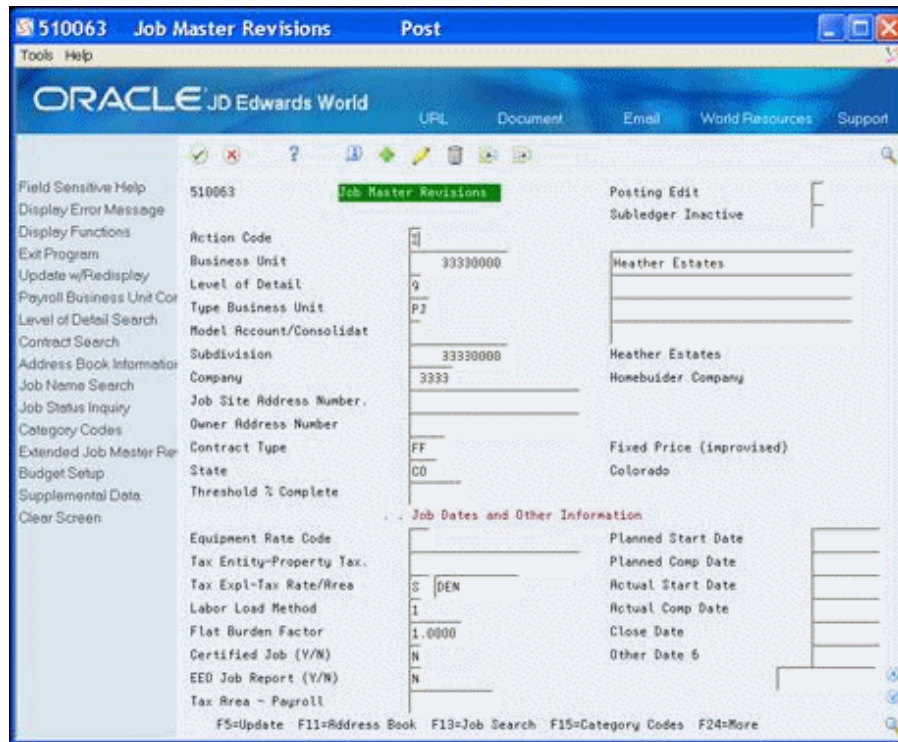 510063 Job Master Revisions Post
Tools Help
ORACLE JD Edwards World
URL Document Email World Resources Support
Field Sensitive Help
Display Error Message
Display Functions
Exit Program
Update w/Redisplay
Payroll Business Unit Cor
Level of Detail Search
Contract Search
Address Book Information
Job Name Search
Job Status Inquiry
Category Codes
Extended Job Master Rev
Budget Setup
Supplemental Data
Clear Screen
510063 Job Master Revisions Posting Edit
Subledger Inactive
Action Code
Business Unit 33330000 Heather Estates
Level of Detail 9
Type Business Unit PJ
Model Account/Consolidat
Subdivision 33330000 Heather Estates
Company 3333 Homebuider Company
Job Site Address Number.
Owner Address Number
Contract Type FF Fixed Price (improvised)
State CO Colorado
Threshold % Complete
. . Job Dates and Other Information
Equipment Rate Code Planned Start Date
Tax Entity-Property Tax. Planned Comp Date
Tax Expl-Tax Rate/Area S DEN Actual Start Date
Labor Load Method 1 Actual Comp Date
Flat Burden Factor 1.0000 Close Date
Certified Job (Y/N) N Other Date 6
EEO Job Report (Y/N) N
Tax Area - Payroll
F5=Update F11=Address Book F13=Job Search F15=Category Codes F24=More